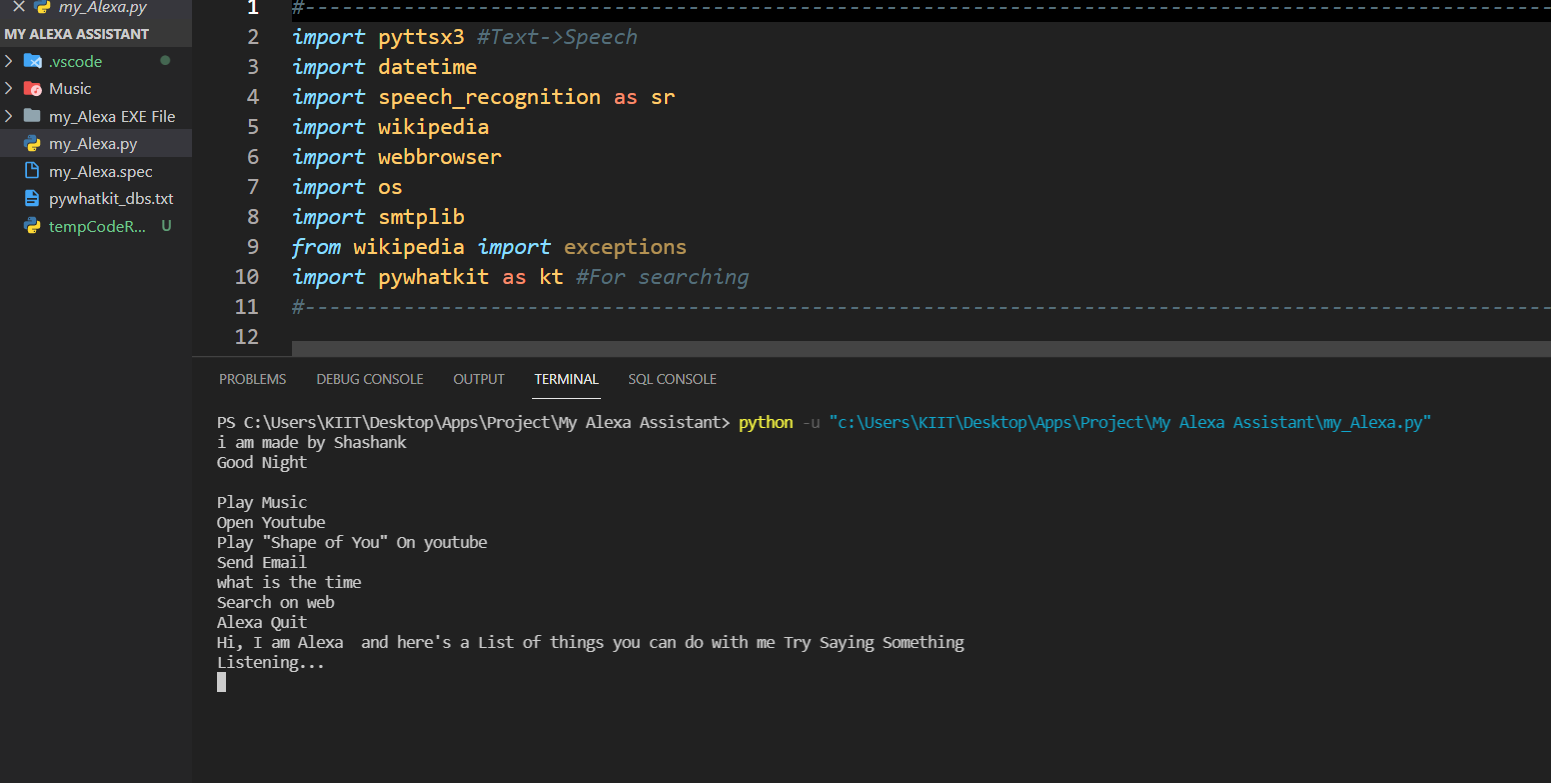 my_Alexa.py
MY ALEXA ASSISTANT
.vscode
Music
my_Alexa EXE File
my_Alexa.py
my_Alexa.spec
pywhatkit_dbs.txt
tempCodeR... U
1 #----------------------------------------------------------------------------------------------------
2 import pyttsx3 #Text->Speech
3 import datetime
4 import speech_recognition as sr
5 import wikipedia
6 import webbrowser
7 import os
8 import smtplib
9 from wikipedia import exceptions
10 import pywhatkit as kt #For searching
11 #----------------------------------------------------------------------------------------------------
12
PROBLEMS DEBUG CONSOLE OUTPUT TERMINAL SQL CONSOLE
PS C:\Users\KIIT\Desktop\Apps\Project\My Alexa Assistant> python -u "c:\Users\KIIT\Desktop\Apps\Project\My Alexa Assistant\my_Alexa.py"
i am made by Shashank
Good Night
Play Music
Open Youtube
Play "Shape of You" On youtube
Send Email
what is the time
Search on web
Alexa Quit
Hi, I am Alexa  and here's a List of things you can do with me Try Saying Something
Listening...